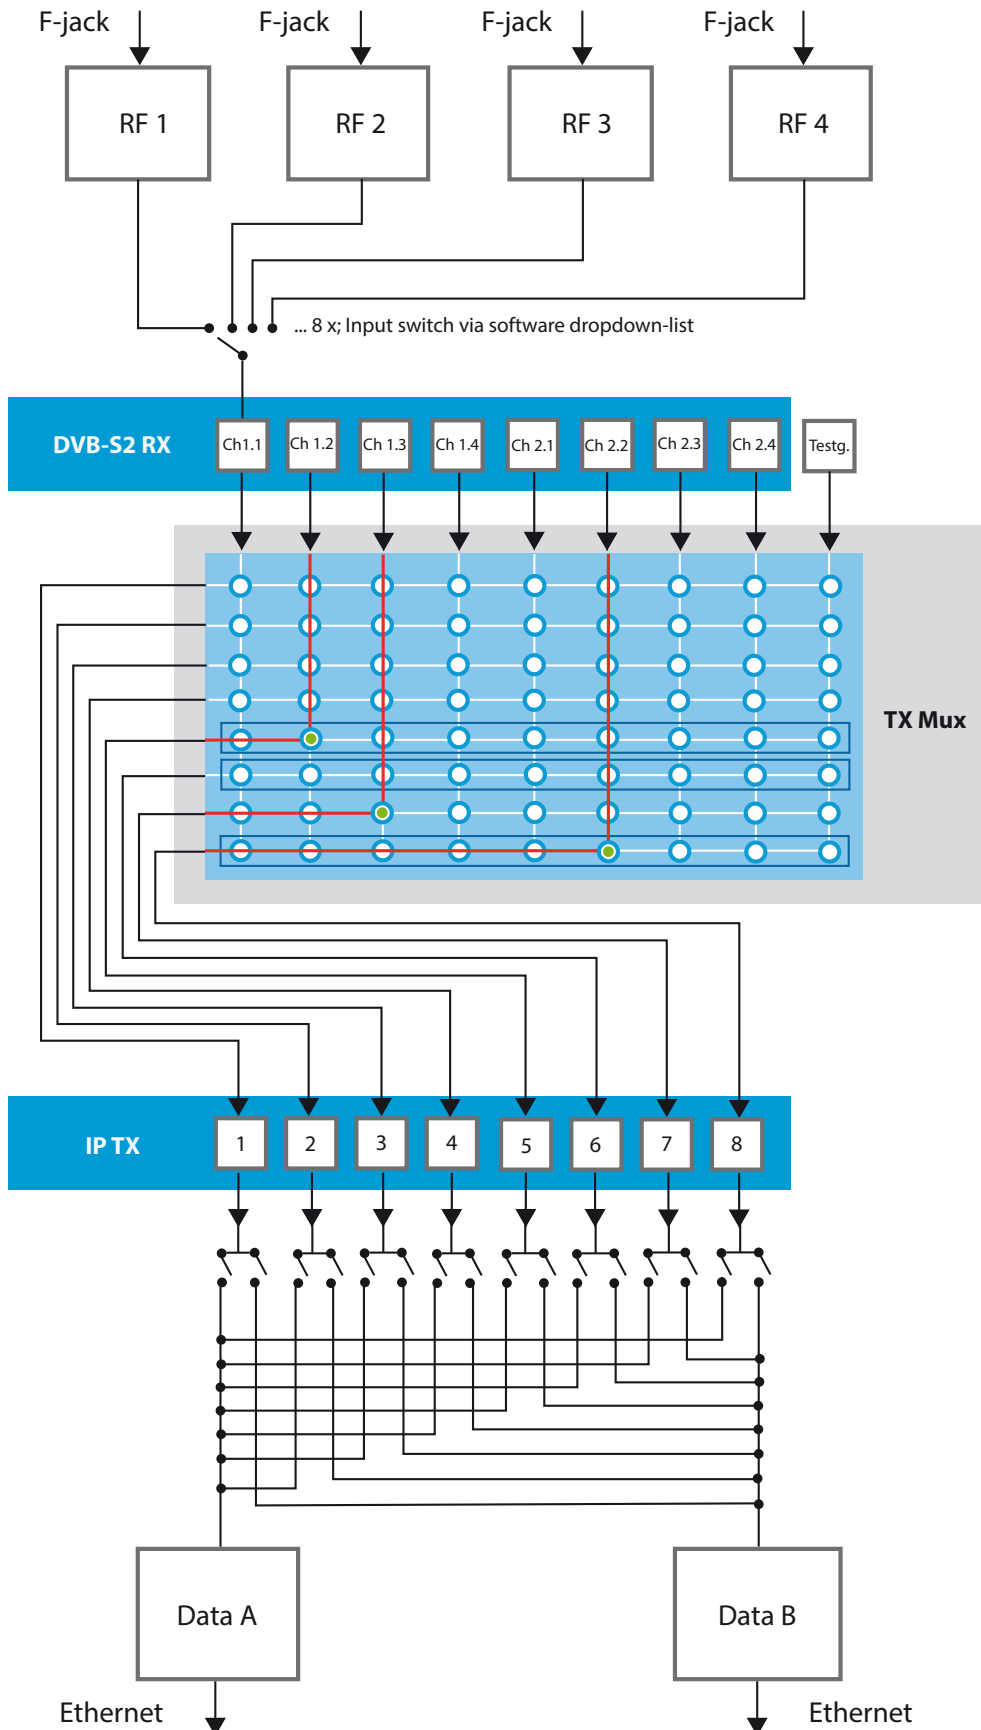 F-jack F-jack F-jack F-jack
RF 1 RF 2 RF 3 RF 4
... 8 x; Input switch via software dropdown-list
DVB-S2 RX Ch1.1 Ch 1.2 Ch 1.3 Ch 1.4 Ch 2.1 Ch 2.2 Ch 2.3 Ch 2.4 Testg.
TX Mux
IP TX 1 2 3 4 5 6 7 8
Data A Data B
Ethernet Ethernet